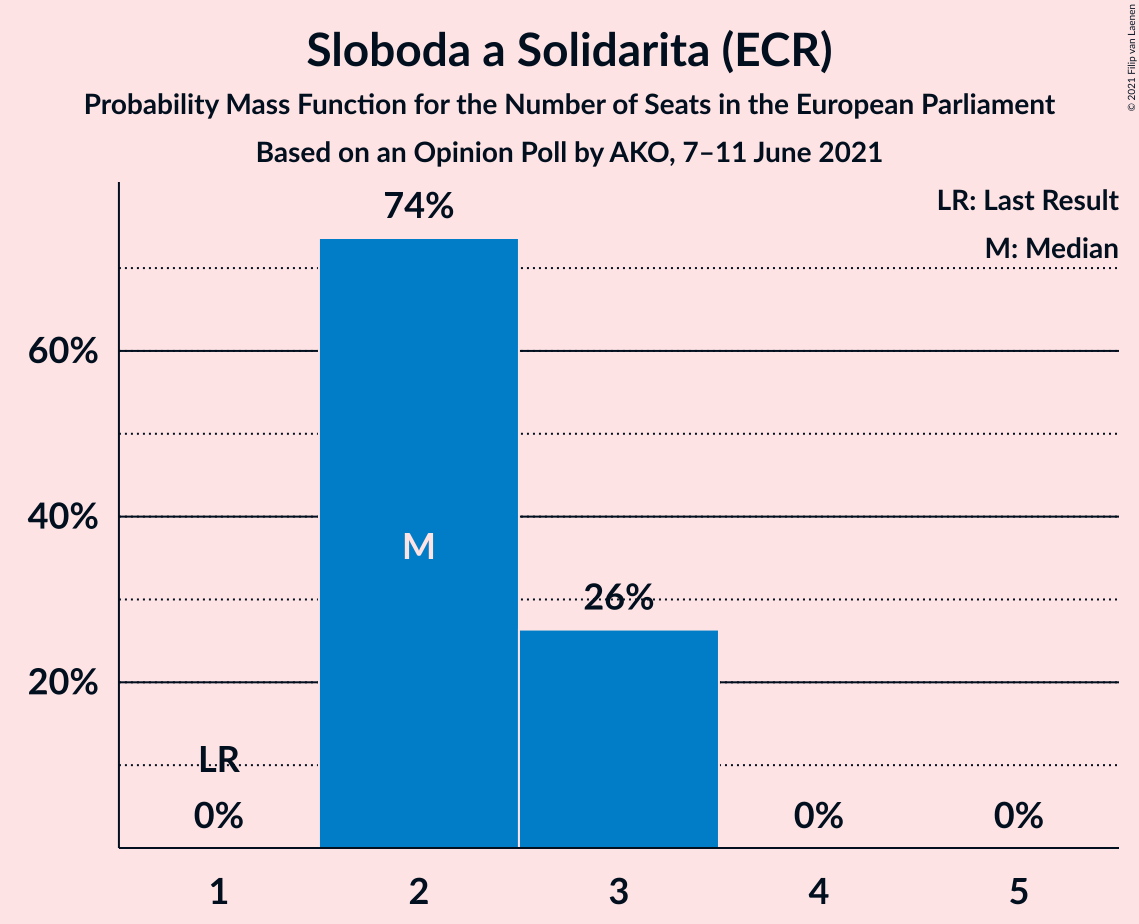 Sloboda a Solidarita (ECR)
Probability Mass Function for the Number of Seats in the European Parliament
Based on an Opinion Poll by AKO, 7–11 June 2021
© 2021 Filip van Laenen
LR: Last Result
M: Median
74%
60%
40%
M
26%
20%
LR
0%
0%
0%
1
2
3
4
5